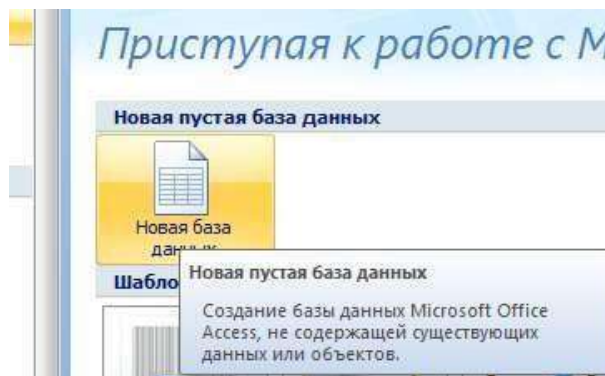 Приступая к работе с M
Новая пустая база данных
Новая база
данных
Шабло
Новая пустая база данных
Создание базы данных Microsoft Office
Access, не содержащей существующих
данных или объектов.